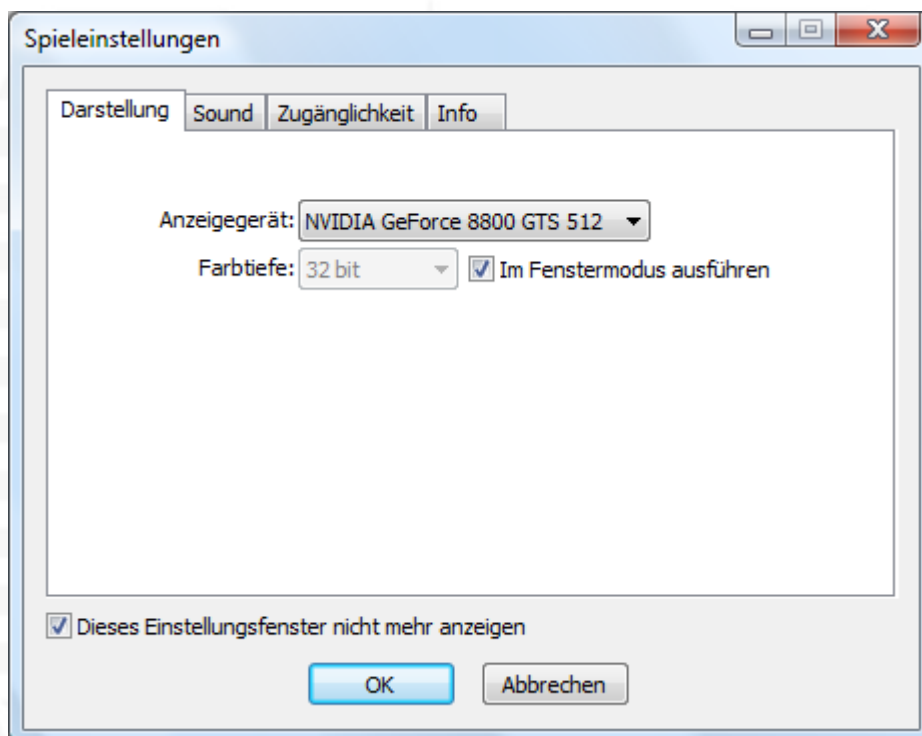 Spieleinstellungen
Darstellung Sound Zugänglichkeit Info
Anzeigegerät: NVIDIA GeForce 8800 GTS 512
Farbtiefe: 32 bit Im Fenstermodus ausführen
Dieses Einstellungsfenster nicht mehr anzeigen
OK Abbrechen